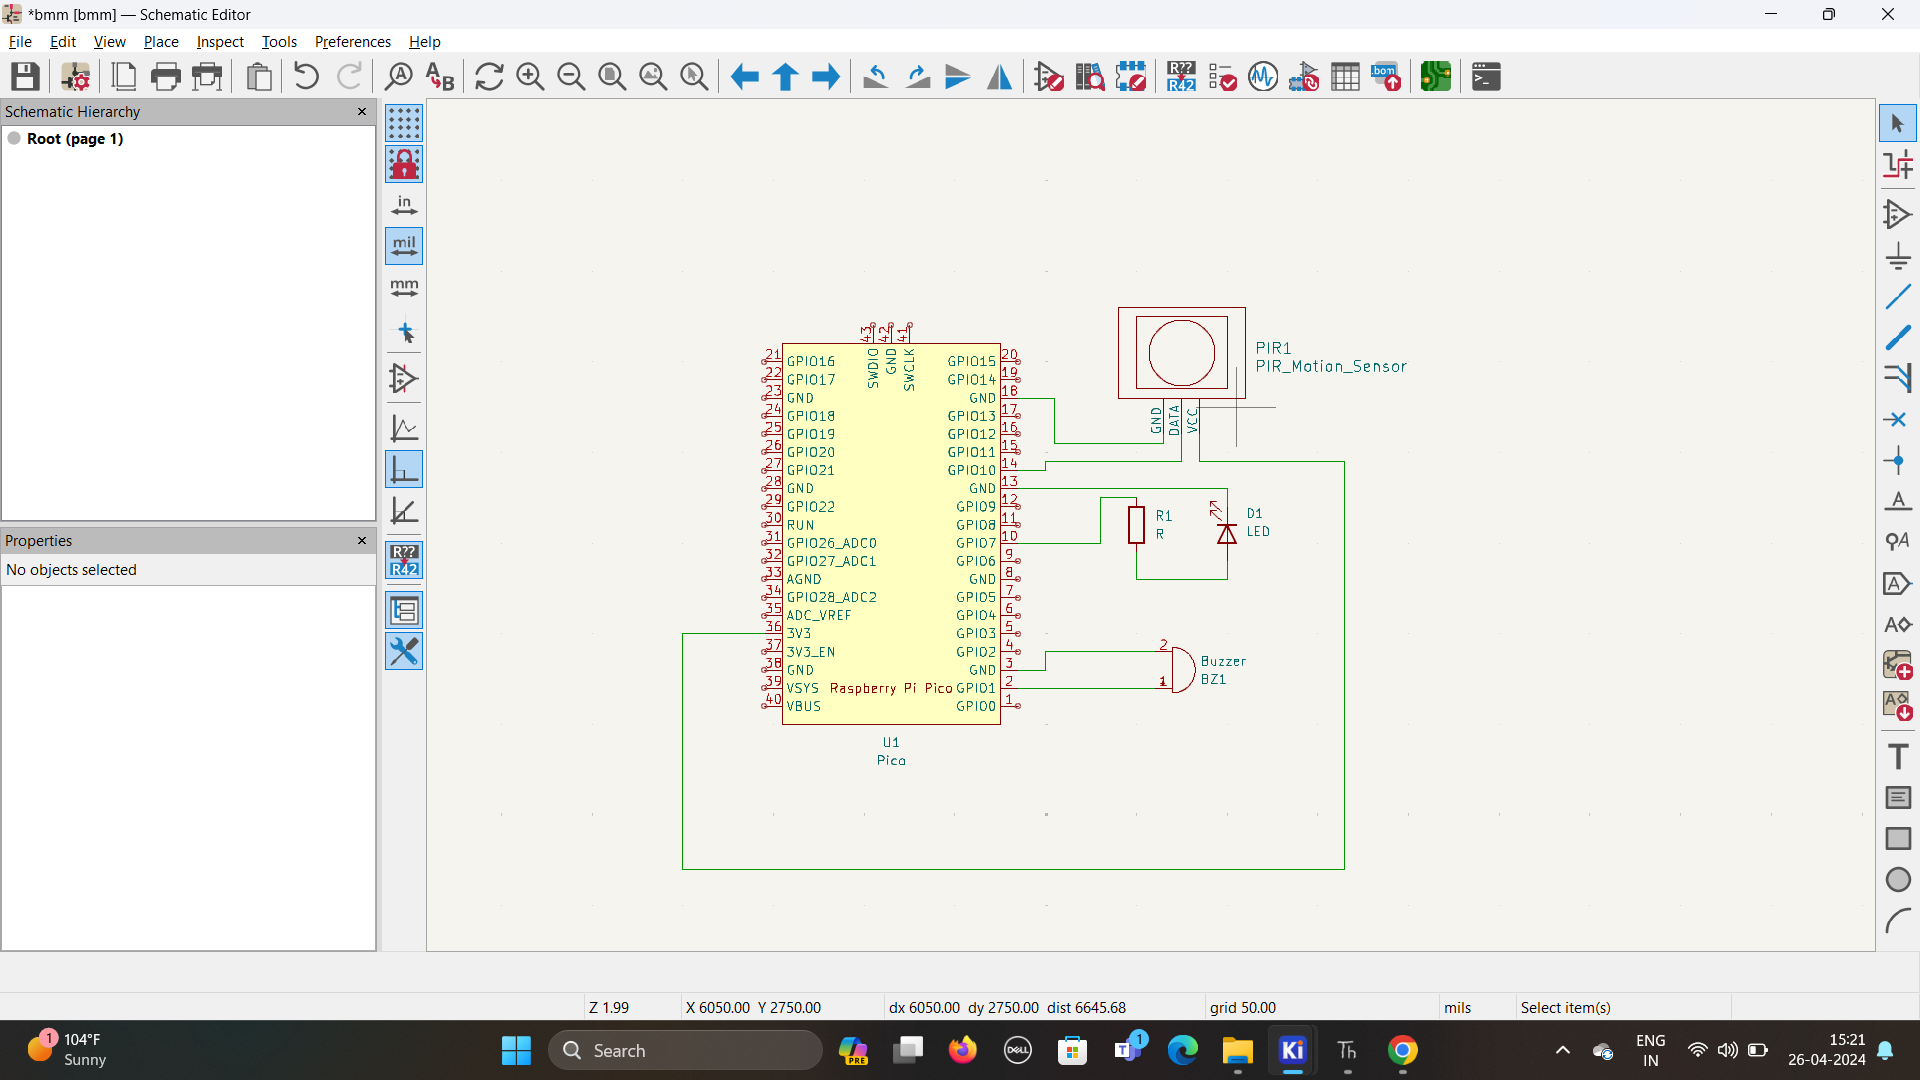 *bmm [bmm] — Schematic Editor
File Edit View Place Inspect Tools Preferences Help
Schematic Hierarchy
Root (page 1)
Properties
No objects selected
in
mil
mm
R??
R42
R??
R42
.bom
43 42 41
SWDIO GND SWCLK
21 GPIO16 GPIO15 20
22 GPIO17 GPIO14 19
23 GND GND 18
24 GPIO18 GPIO13 17
25 GPIO19 GPIO12 16
26 GPIO20 GPIO11 15
27 GPIO21 GPIO10 14
28 GND GND 13
29 GPIO22 GPIO9 12
30 RUN GPIO8 11
31 GPIO26_ADC0 GPIO7 10
32 GPIO27_ADC1 GPIO6 9
33 AGND GND 8
34 GPIO28_ADC2 GPIO5 7
35 ADC_VREF GPIO4 6
36 3V3 GPIO3 5
37 3V3_EN GPIO2 4
38 GND GND 3
39 VSYS Raspberry Pi Pico GPIO1 2
40 VBUS GPIO0 1
U1
Pico
PIR1
PIR_Motion_Sensor
GND DATA VCC
R1
R
D1
LED
2
1
Buzzer
BZ1
Z 1.99 X 6050.00 Y 2750.00 dx 6050.00 dy 2750.00 dist 6645.68 grid 50.00 mils Select item(s)
1
104°F
Sunny
Search
PRE
DELL
T
1
Ki
Th
ENG
IN
15:21
26-04-2024